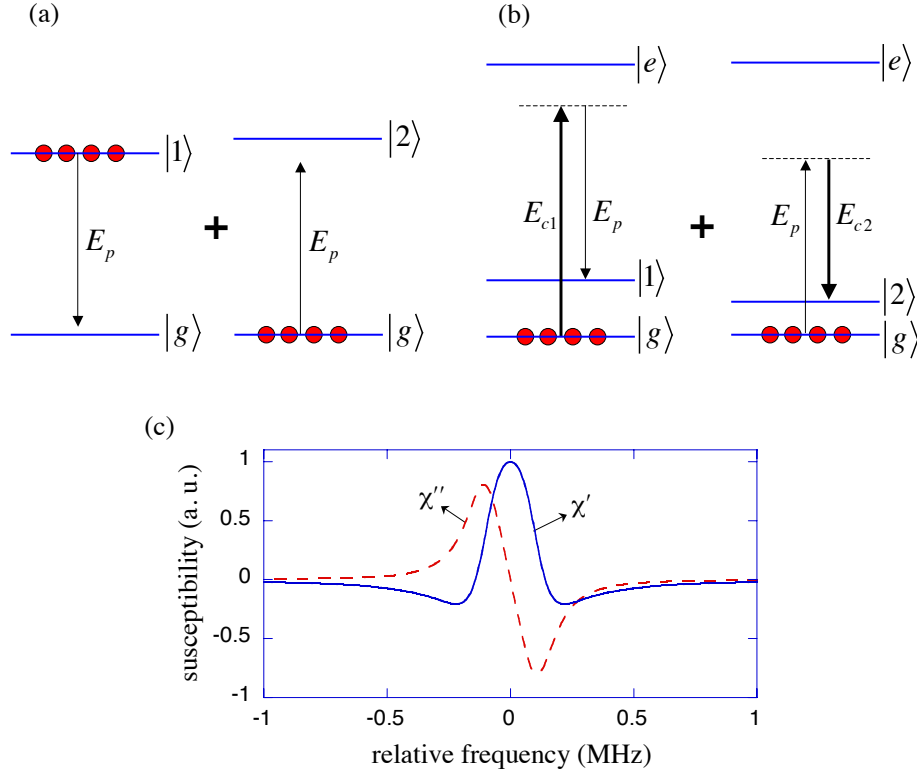 (a)
(b)
|e⟩ |e⟩
|1⟩ |2⟩
E_p + E_p
E_{c1} E_p + E_p E_{c2}
|1⟩ |2⟩
|g⟩ |g⟩ |g⟩ |g⟩
(c)
susceptibility (a. u.)
1
0.5
0
-0.5
-1
χ'' χ'
-1 -0.5 0 0.5 1
relative frequency (MHz)